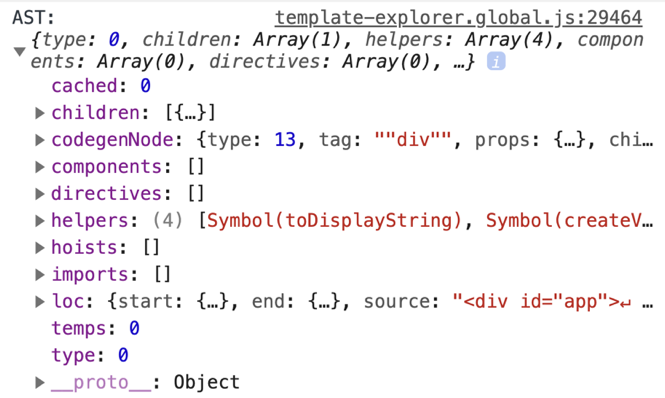 AST: template-explorer.global.js:29464
{type: 0, children: Array(1), helpers: Array(4), compon
ents: Array(0), directives: Array(0), …} i
cached: 0
children: [{…}]
codegenNode: {type: 13, tag: ""div"", props: {…}, chi…
components: []
directives: []
helpers: (4) [Symbol(toDisplayString), Symbol(createV…
hoists: []
imports: []
loc: {start: {…}, end: {…}, source: "<div id="app">↵ …
temps: 0
type: 0
__proto__: Object